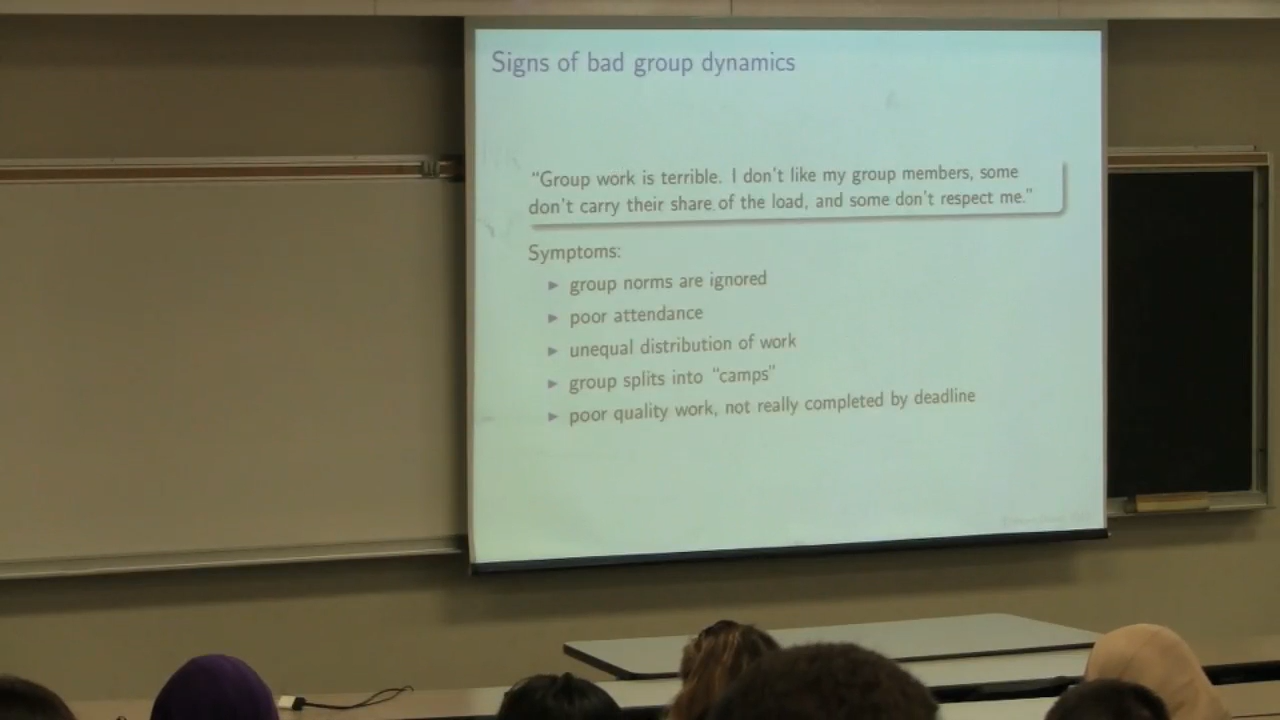 Signs of bad group dynamics
“Group work is terrible. I don't like my group members, some
don't carry their share of the load, and some don't respect me.”
Symptoms:
► group norms are ignored
► poor attendance
► unequal distribution of work
► group splits into “camps”
► poor quality work, not really completed by deadline